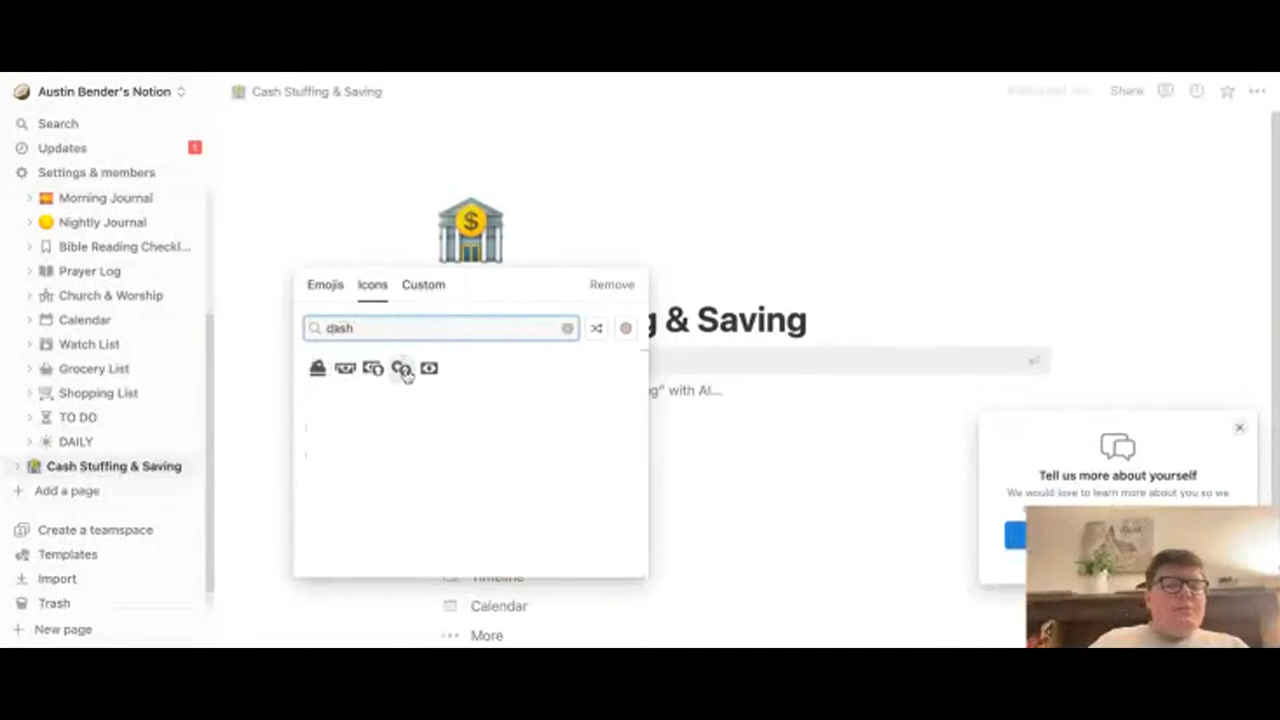 Austin Bender's Notion
Cash Stuffing & Saving
Share
Search
Updates
1
Settings & members
Morning Journal
Nightly Journal
Bible Reading Checkl...
Prayer Log
Church & Worship
Calendar
Watch List
Grocery List
Shopping List
TO DO
DAILY
Cash Stuffing & Saving
Add a page
Create a teamspace
Templates
Import
Trash
New page
$
Emojis Icons Custom Remove
dash
g & Saving
g" with AI...
Timeline
Calendar
More
Tell us more about yourself
We would love to learn more about you so we